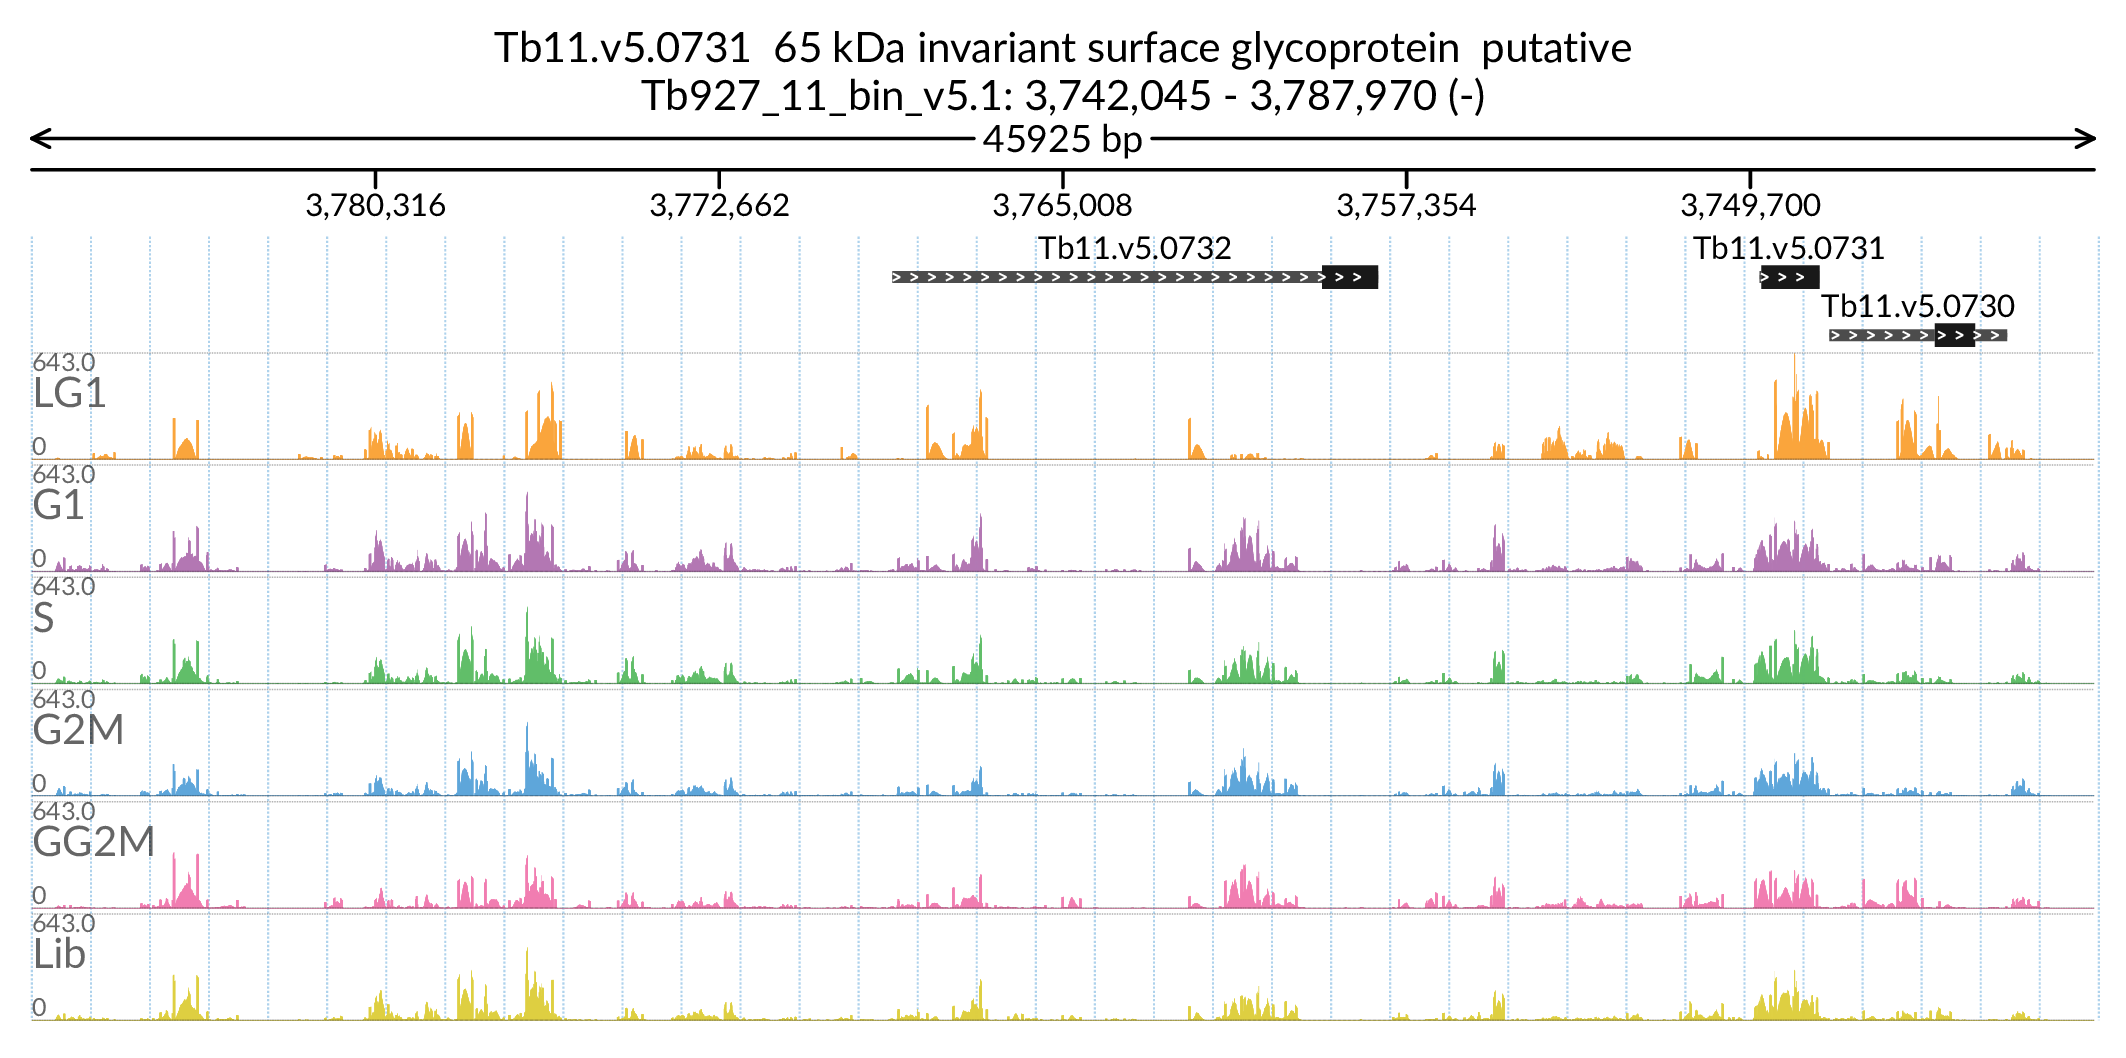 Tb11.v5.0731  65 kDa invariant surface glycoprotein  putative
Tb927_11_bin_v5.1: 3,742,045 - 3,787,970 (-)
45925 bp
3,780,316 3,772,662 3,765,008 3,757,354 3,749,700
Tb11.v5.0732 Tb11.v5.0731
Tb11.v5.0730
643.0
LG1
0
643.0
G1
0
643.0
S
0
643.0
G2M
0
643.0
GG2M
0
643.0
Lib
0